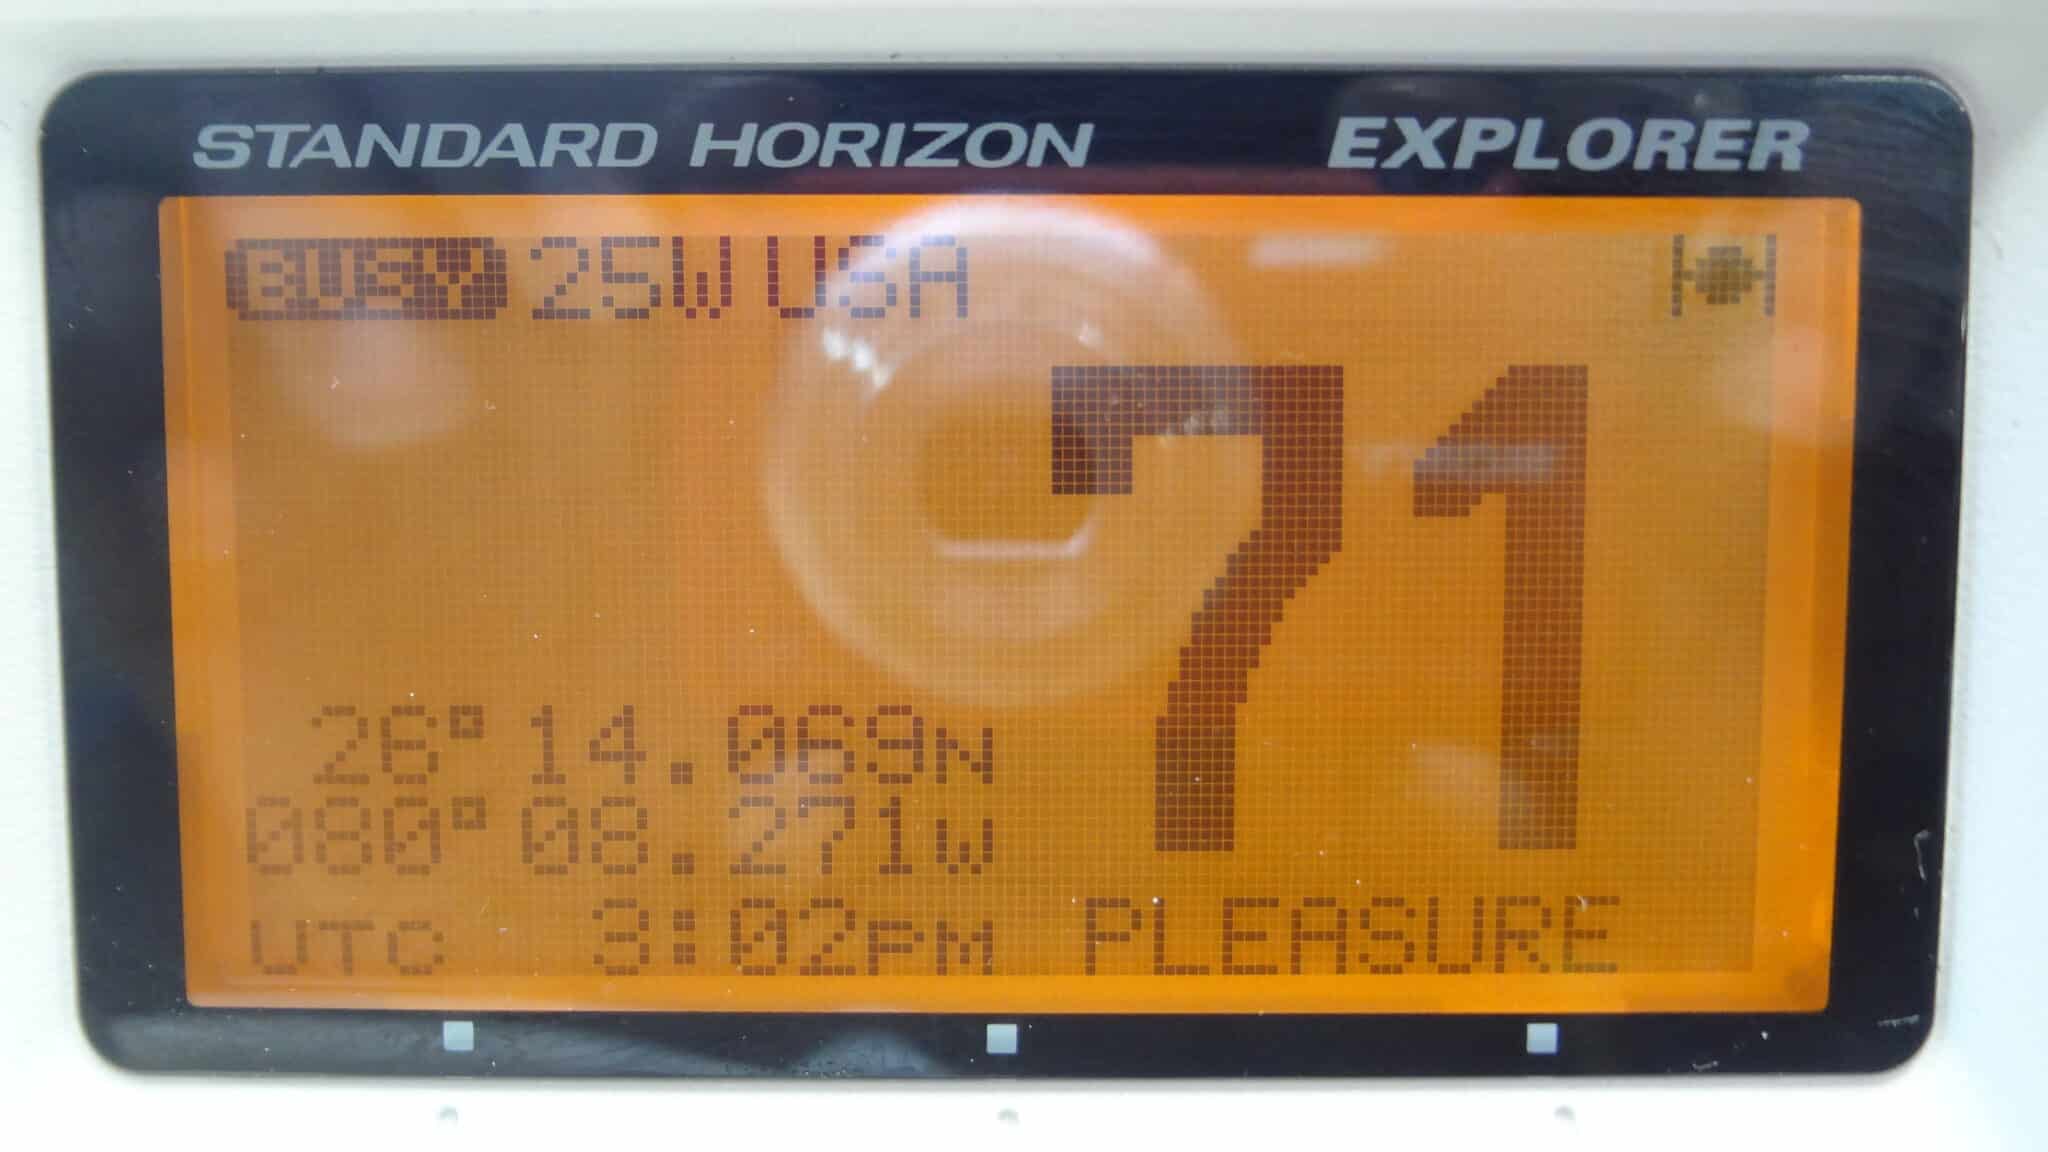 STANDARD HORIZON EXPLORER
BUSY 25W USA
71
26°14.069N
080°08.271W
UTC 3:02PM PLEASURE